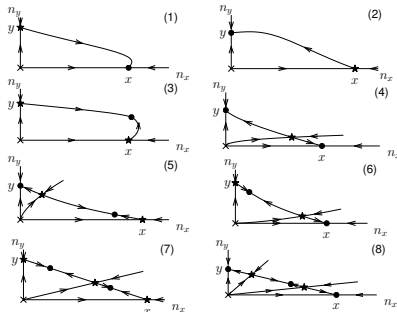 n_y (1) n_y (2)
y y
x n_x x
n_y (3) n_y (4)
y y
x x n_x
n_y (5) n_y (6)
y y
x x
n_y (7) n_y (8)
y y
x n_x x n_x